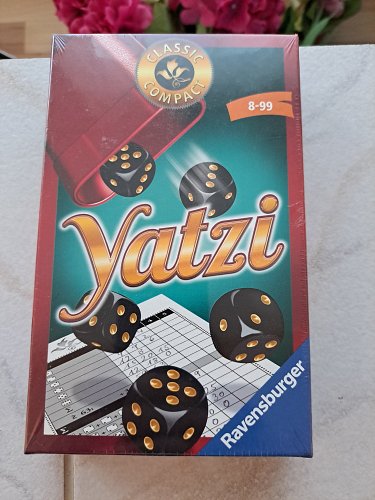 CLASSIC
COMPACT
8-99
Yatzi
Ravensburger